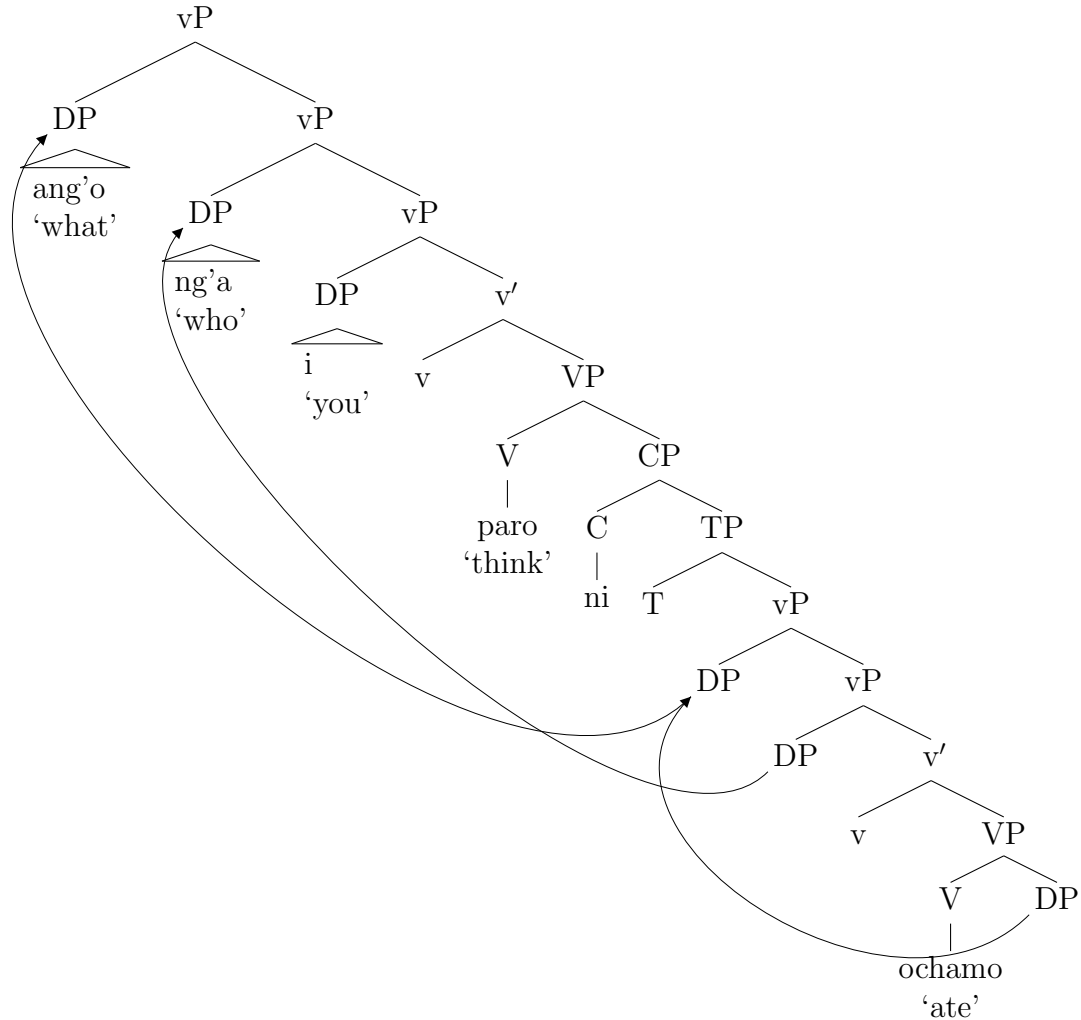 vP
DP
vP
ang’o
‘what’
DP
vP
ng’a
‘who’
DP
v′
i
‘you’
v
VP
V
CP
paro
‘think’
C
TP
ni
T
vP
DP
vP
DP
v′
v
VP
V
DP
ochamo
‘ate’